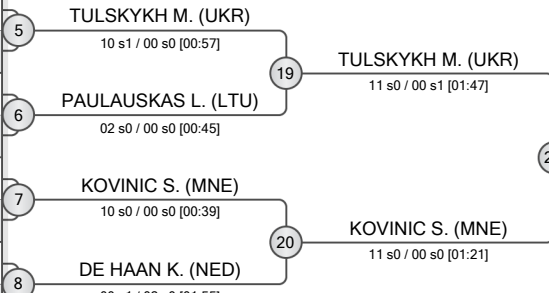 TULSKYKH M. (UKR)
5
10 s1 / 00 s0 [00:57]
19
TULSKYKH M. (UKR)
11 s0 / 00 s1 [01:47]
PAULAUSKAS L. (LTU)
6
02 s0 / 00 s0 [00:45]
KOVINIC S. (MNE)
7
10 s0 / 00 s0 [00:39]
20
KOVINIC S. (MNE)
11 s0 / 00 s0 [01:21]
DE HAAN K. (NED)
8